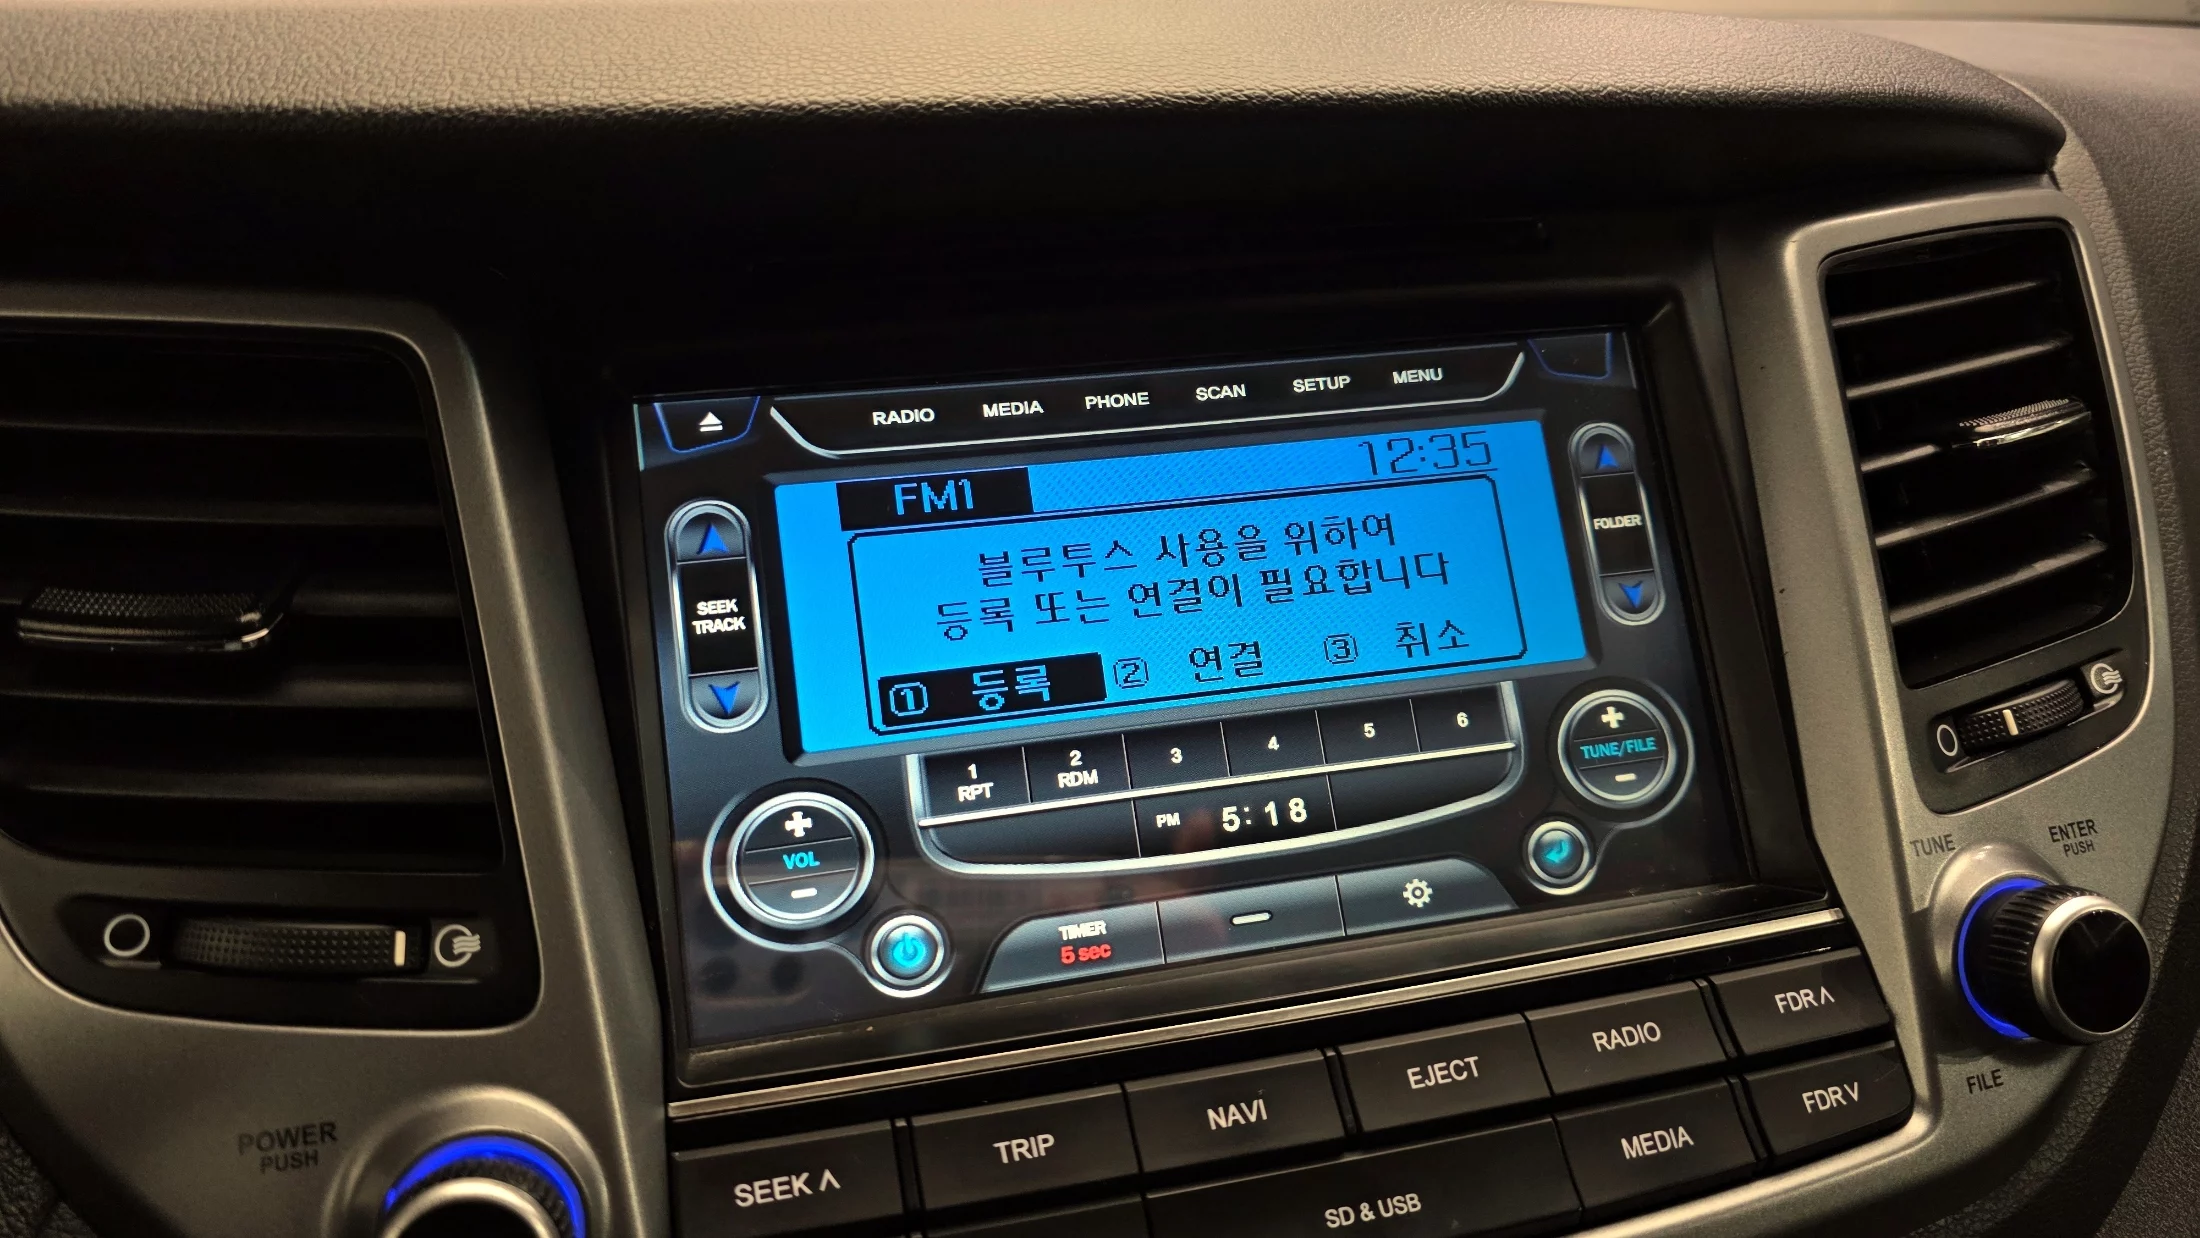 RADIO MEDIA PHONE SCAN SETUP MENU
FM1 12:35
블루투스 사용을 위하여
등록 또는 연결이 필요합니다
① 등록 ② 연결 ③ 취소
SEEK
TRACK
FOLDER
1 2 3 4 5 6
RPT RDM
PM 5:18
+
VOL
-
+
TUNE/FILE
-
TIMER
5 sec
TUNE
ENTER
PUSH
FILE
POWER
PUSH
SEEK ∧ TRIP NAVI EJECT RADIO FDR ∧
SD & USB MEDIA FDR ∨